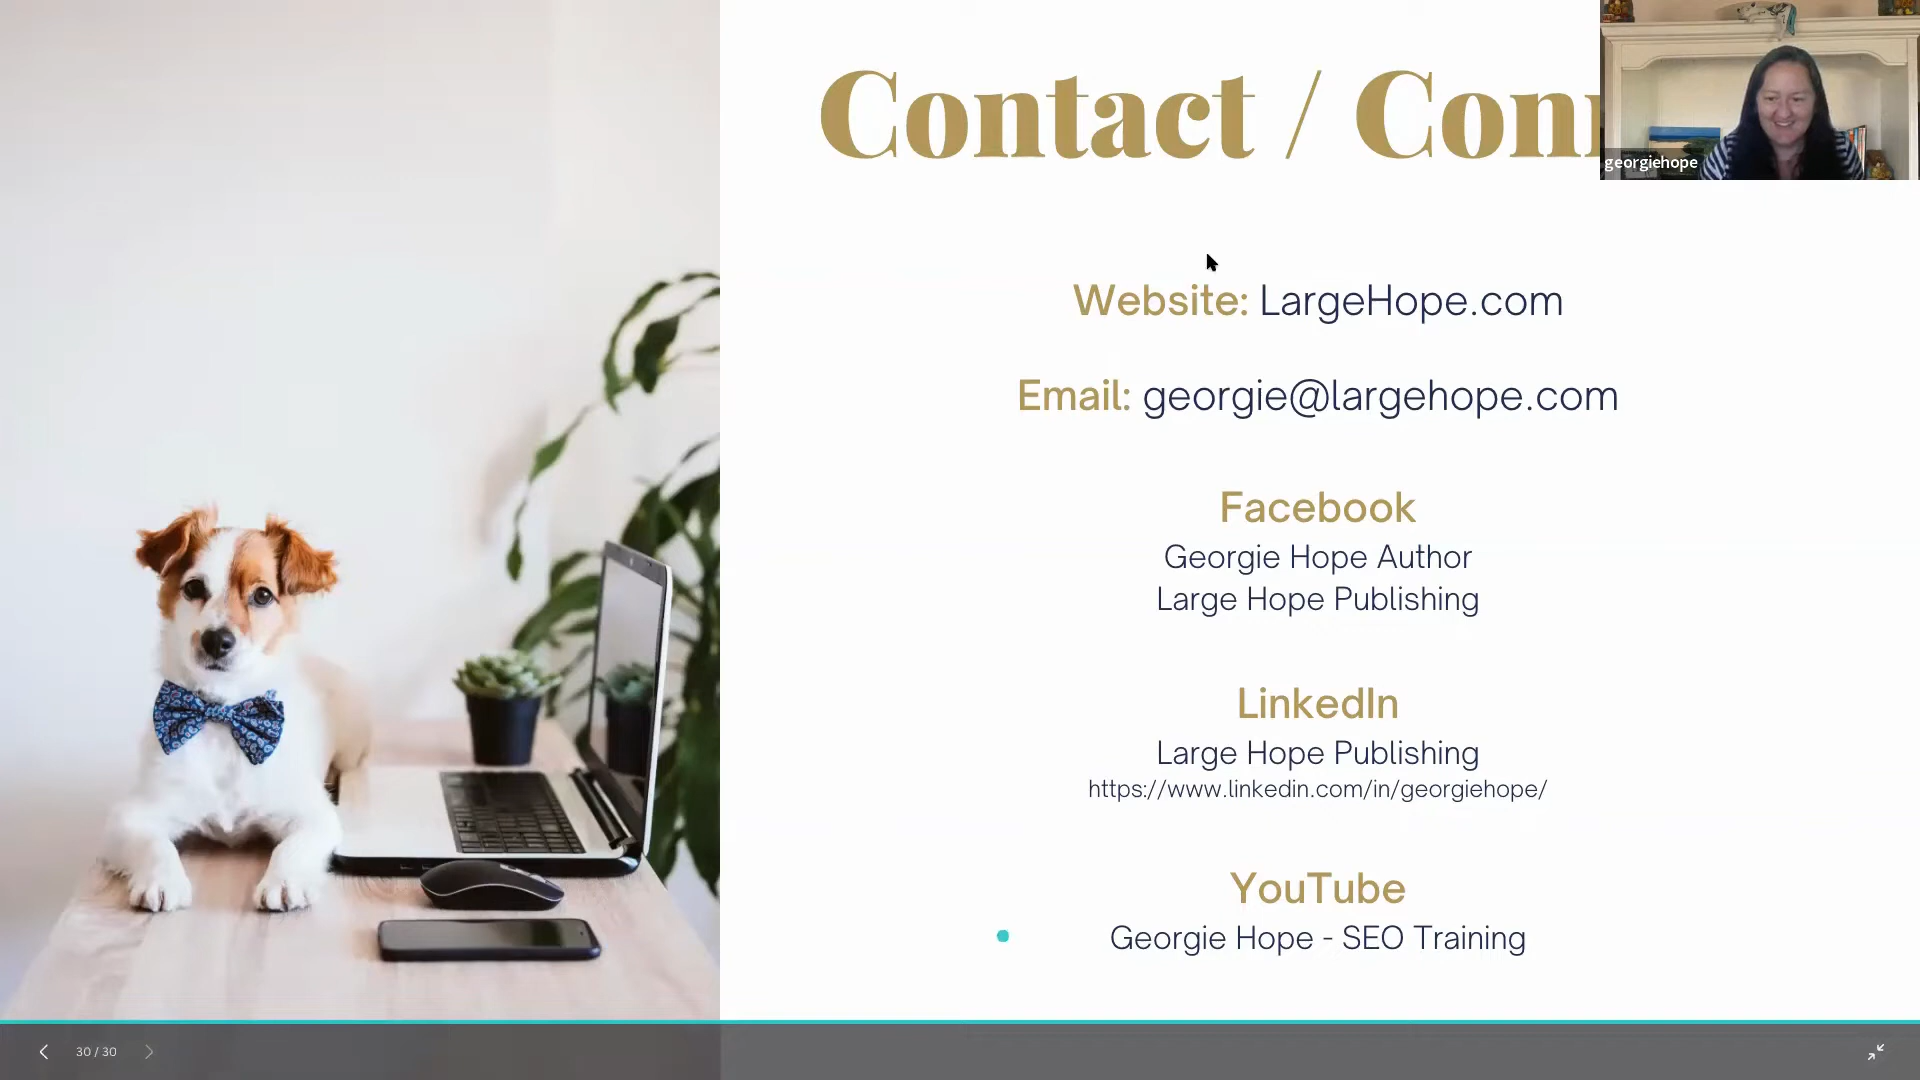 Contact / Con
georgiehope
Website: LargeHope.com
Email: georgie@largehope.com
Facebook
Georgie Hope Author
Large Hope Publishing
LinkedIn
Large Hope Publishing
https://www.linkedin.com/in/georgiehope/
YouTube
Georgie Hope - SEO Training
30 / 30